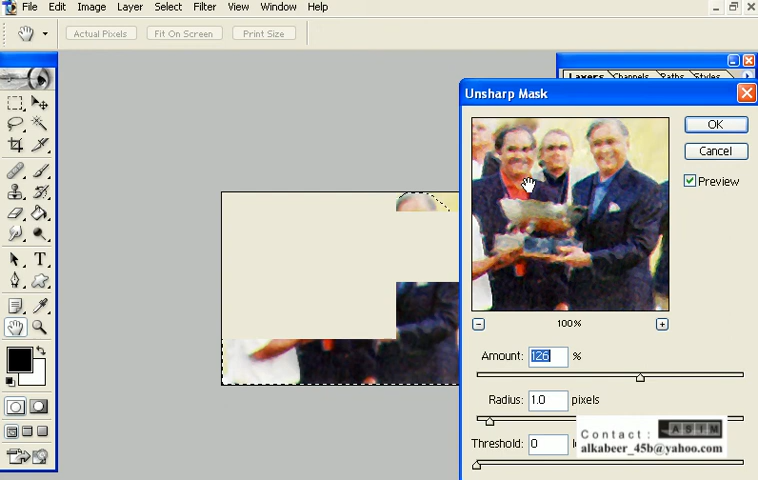 File Edit Image Layer Select Filter View Window Help
Actual Pixels Fit On Screen Print Size
Layers Channels Paths Styles
Unsharp Mask
OK
Cancel
Preview
100%
Amount: 126 %
Radius: 1.0 pixels
Threshold: 0
Contact: ASIM
alkabeer_45b@yahoo.com